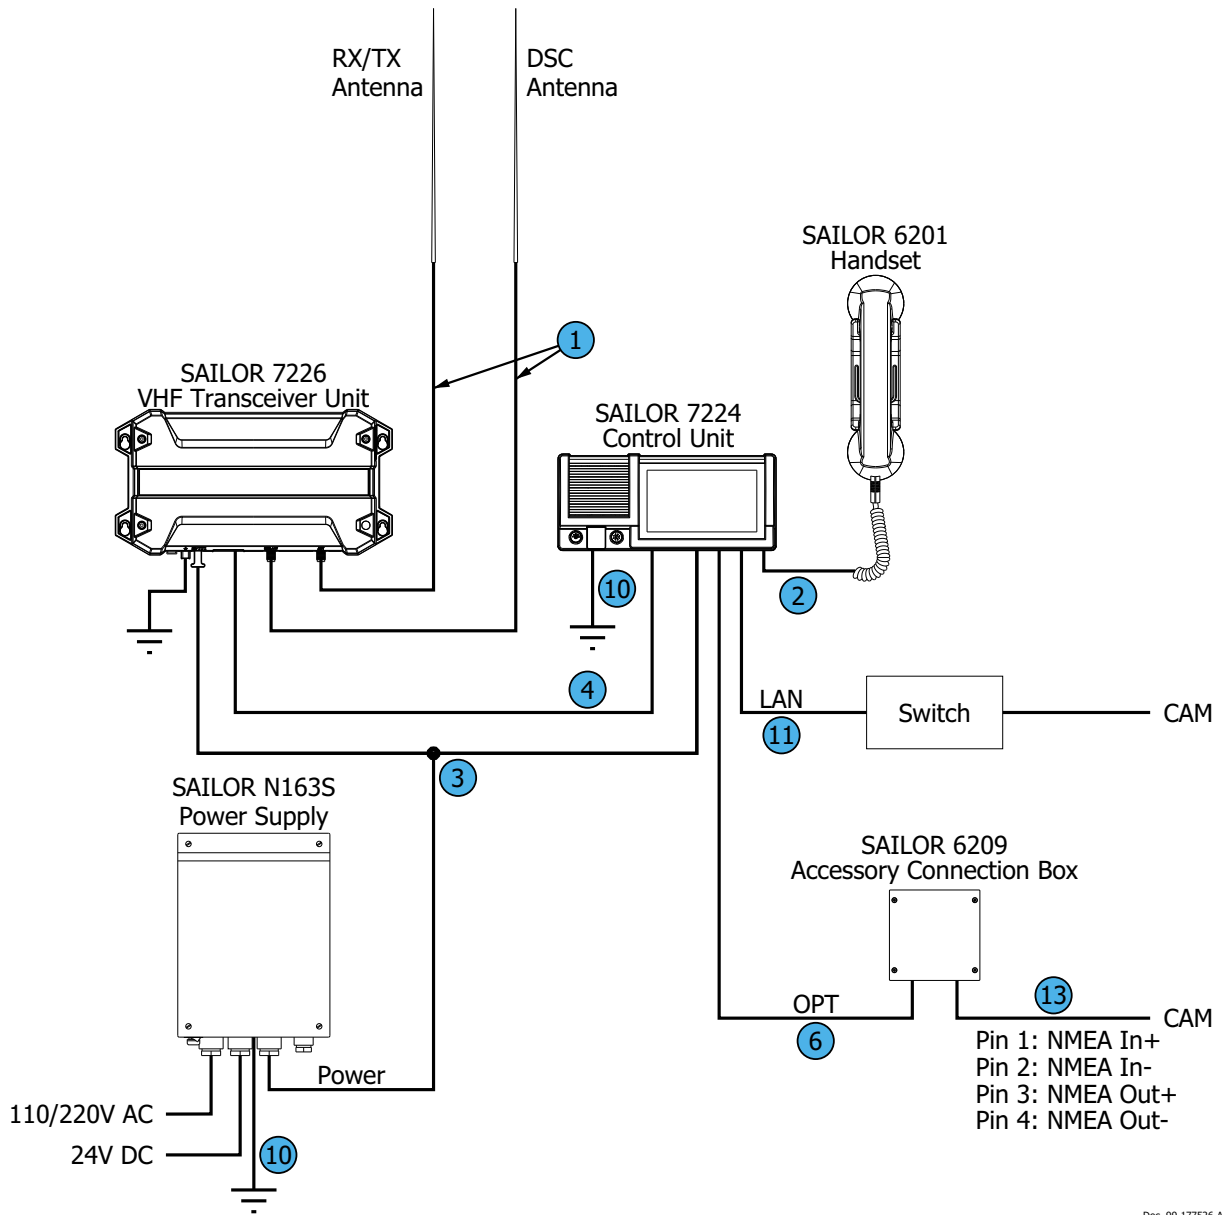 RX/TX
Antenna
DSC
Antenna
SAILOR 6201
Handset
1
SAILOR 7226
VHF Transceiver Unit
SAILOR 7224
Control Unit
10
2
4
LAN
11
Switch
CAM
3
SAILOR N163S
Power Supply
SAILOR 6209
Accessory Connection Box
OPT
6
13
CAM
Pin 1: NMEA In+
Pin 2: NMEA In-
Pin 3: NMEA Out+
Pin 4: NMEA Out-
Power
110/220V AC
24V DC
10
Doc. 99-177526-A